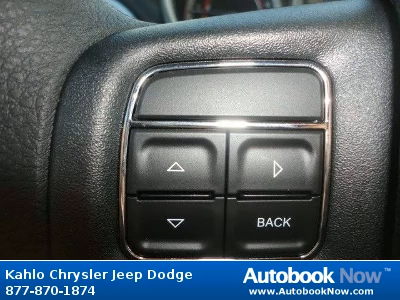 BACK
Kahlo Chrysler Jeep Dodge
877-870-1874
Autobook Now™
www.AutobookNow.com